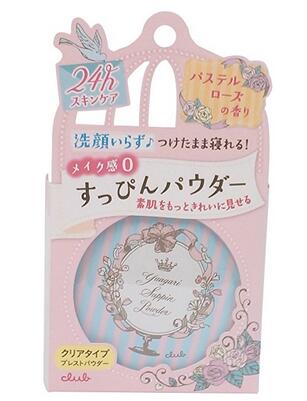 24h
スキンケア
パステル
ローズ
の香り
洗顔いらず♪つけたまま寝れる!
メイク感0
すっぴんパウダー
素肌をもっときれいに見せる
Yuagari
Suppin
Powder
クリアタイプ
プレストパウダー
club
club